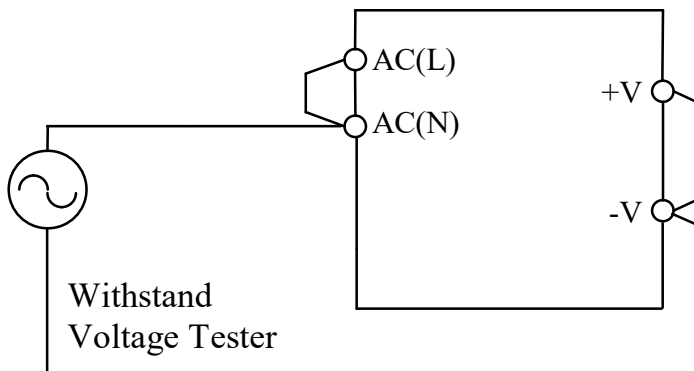 AC(L)
+V
AC(N)
-V
Withstand
Voltage Tester